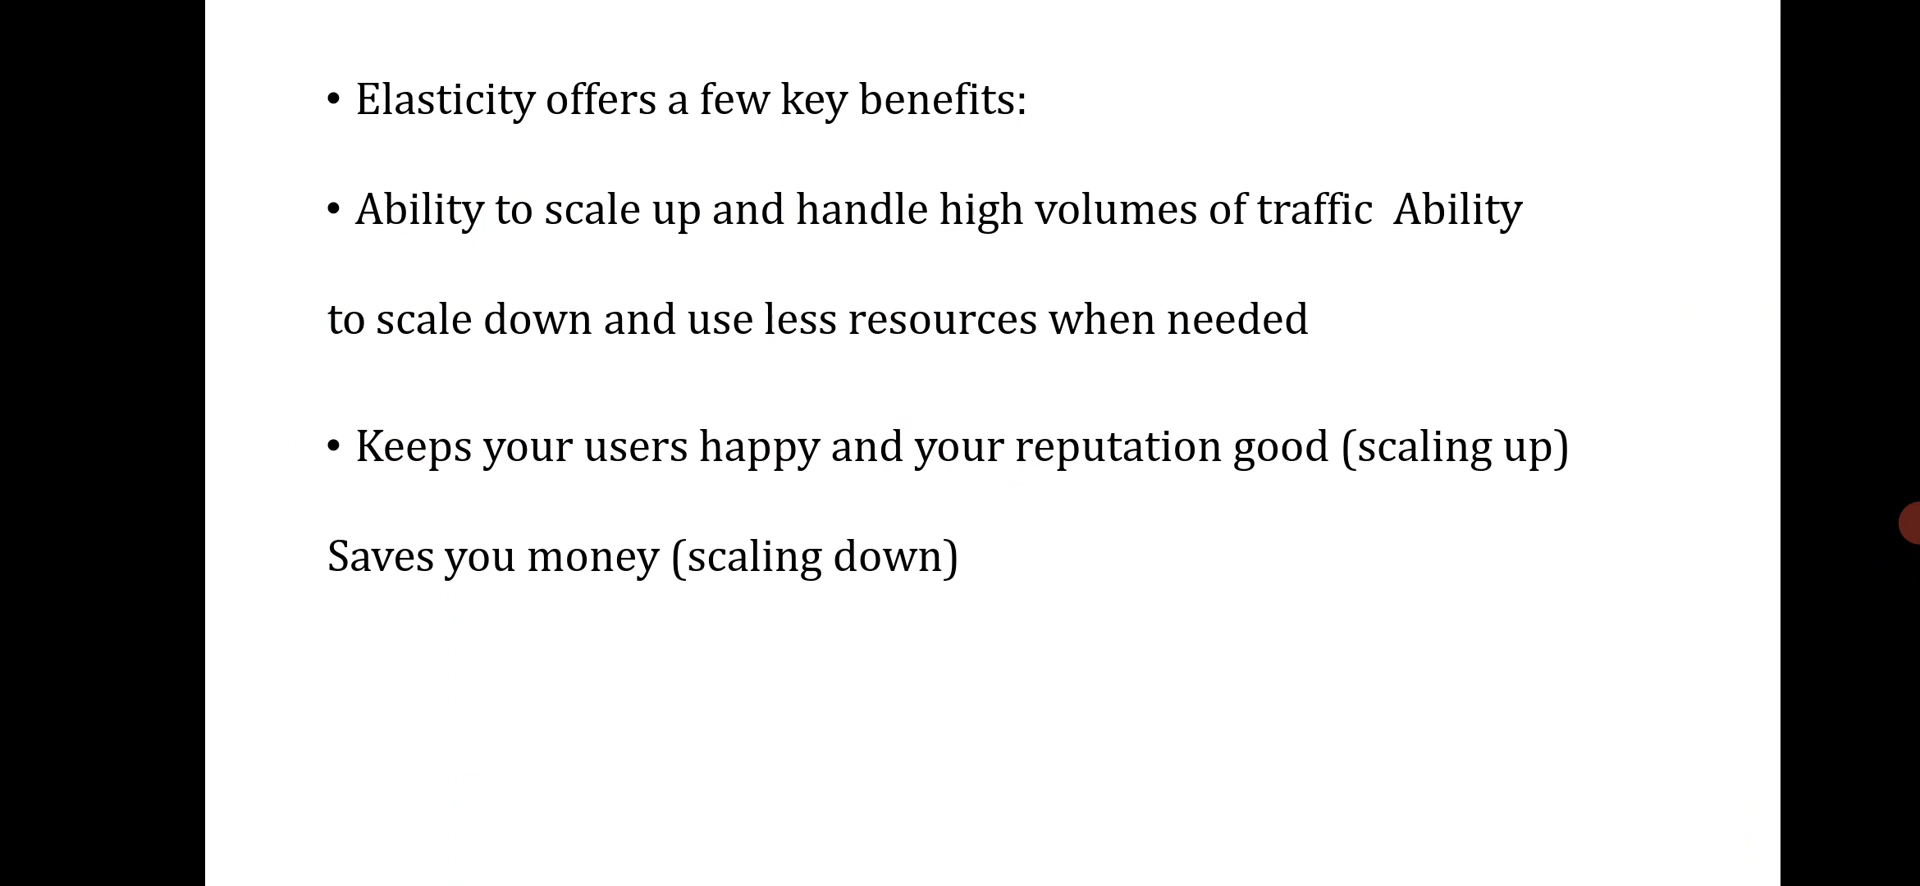 • Elasticity offers a few key benefits:
• Ability to scale up and handle high volumes of traffic  Ability
to scale down and use less resources when needed
• Keeps your users happy and your reputation good (scaling up)
Saves you money (scaling down)